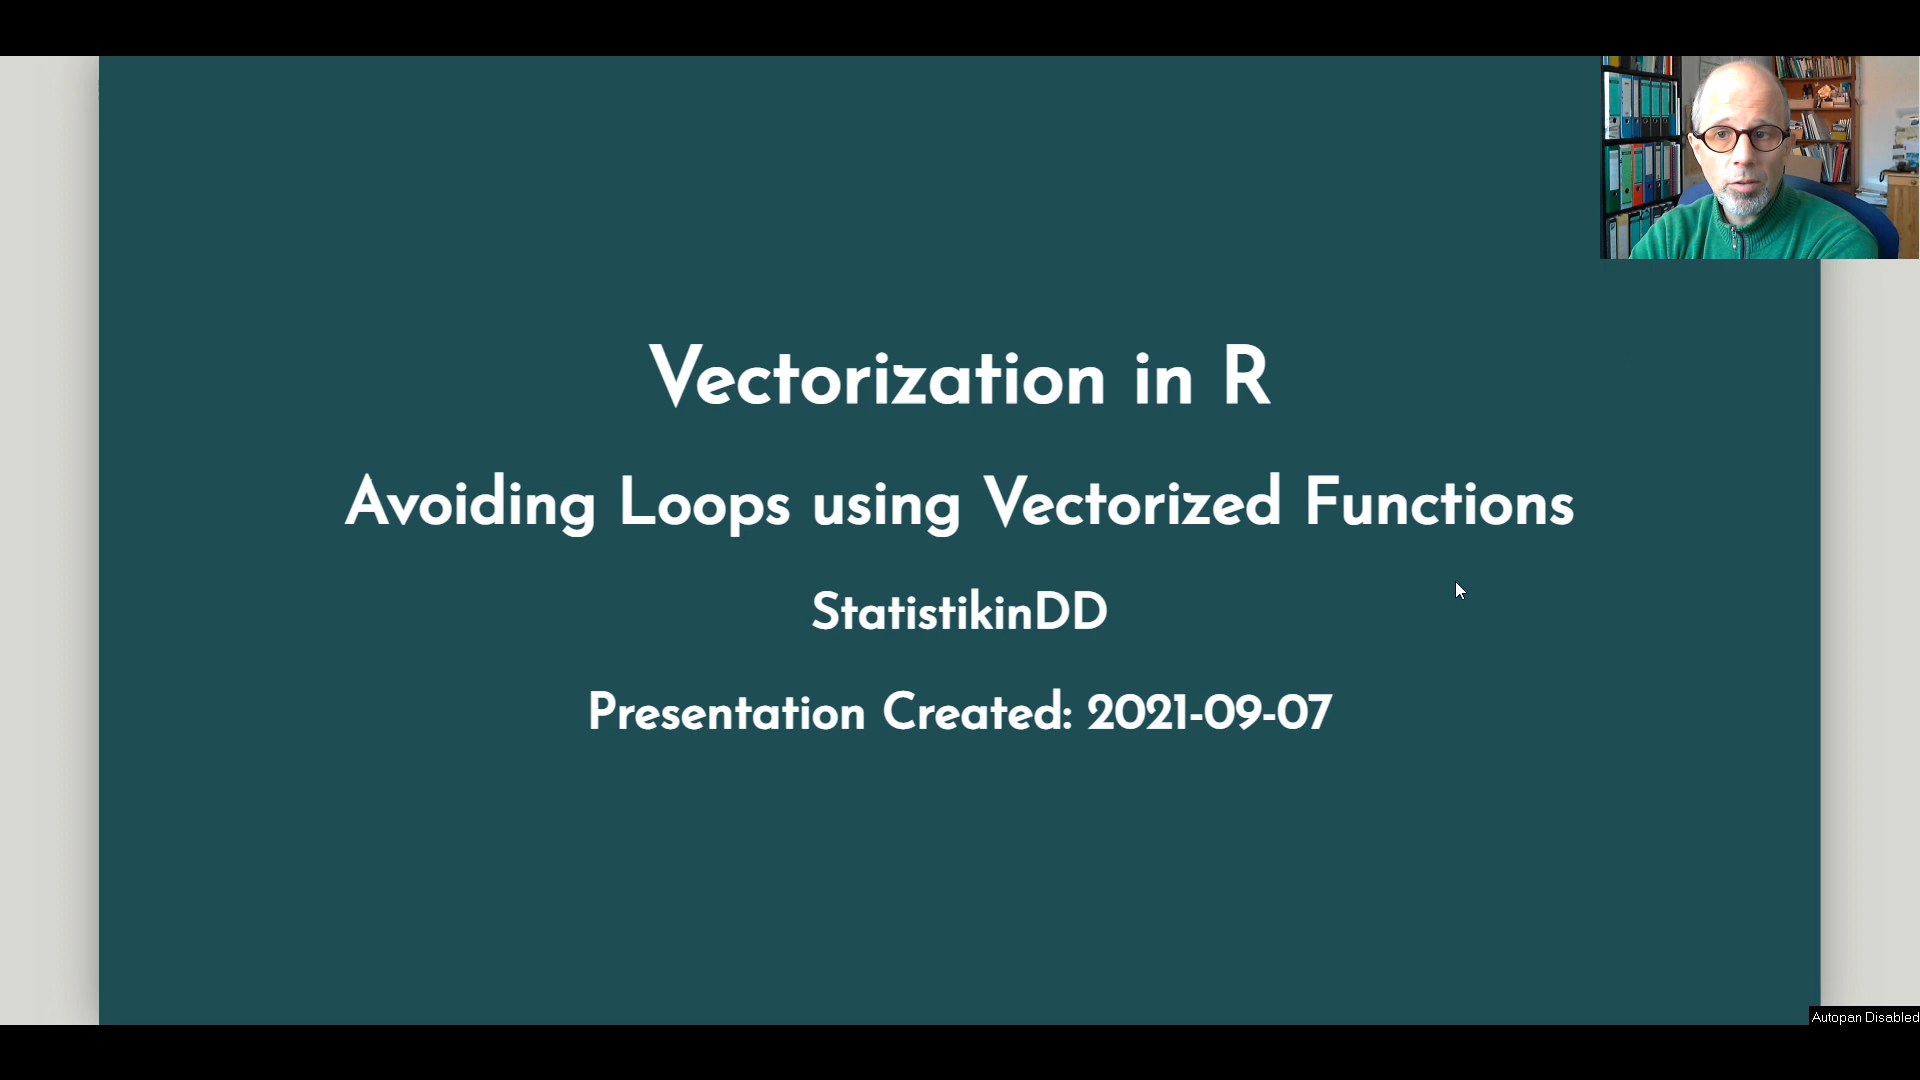 Vectorization in R
Avoiding Loops using Vectorized Functions
StatistikinDD
Presentation Created: 2021-09-07
Autopan Disabled